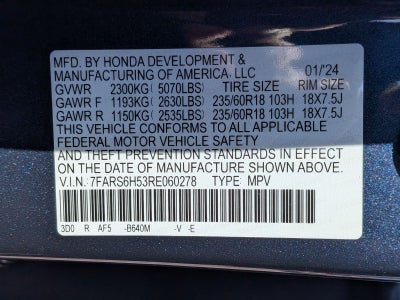 MFD. BY HONDA DEVELOPMENT &
MANUFACTURING OF AMERICA, LLC 01/'24
GVWR 2300KG (5070LBS) TIRE SIZE RIM SIZE
GAWR F 1193KG (2630LBS) 235/60R18 103H 18X7.5J
GAWR R 1150KG (2535LBS) 235/60R18 103H 18X7.5J
THIS VEHICLE CONFORMS TO ALL APPLICABLE
FEDERAL MOTOR VEHICLE SAFETY
AND THEFT PREVENTION STANDARDS IN EFFECT
ON THE DATE OF MANUFACTURE SHOWN ABOVE.
V.I.N.: 7FARS6H53RE060278 TYPE: MPV
3D0 R AF5 -B640M -V -E